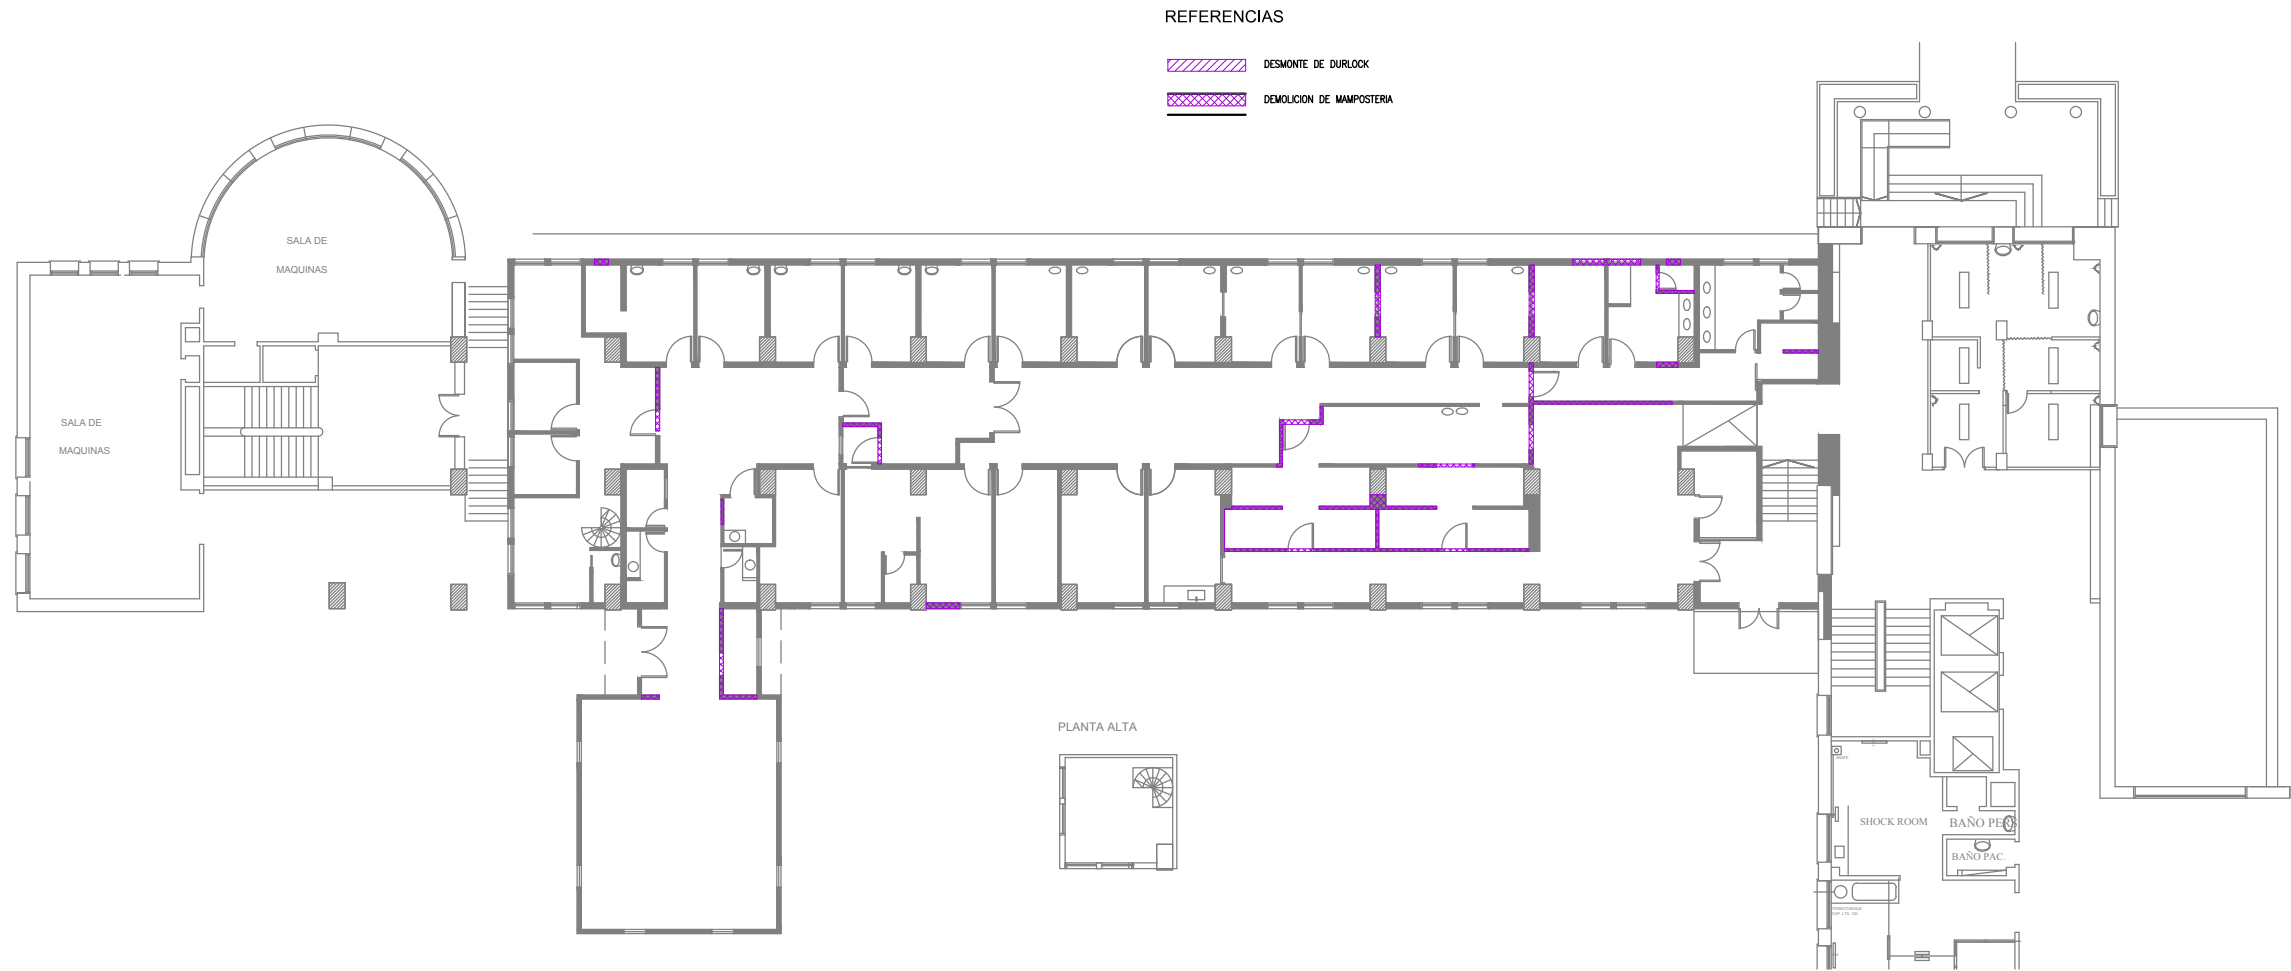 REFERENCIAS
DESMONTE DE DURLOCK
DEMOLICION DE MAMPOSTERIA
SALA DE
MAQUINAS
SALA DE
MAQUINAS
PLANTA ALTA
SHOCK ROOM
BAÑO PERS
BAÑO PAC.